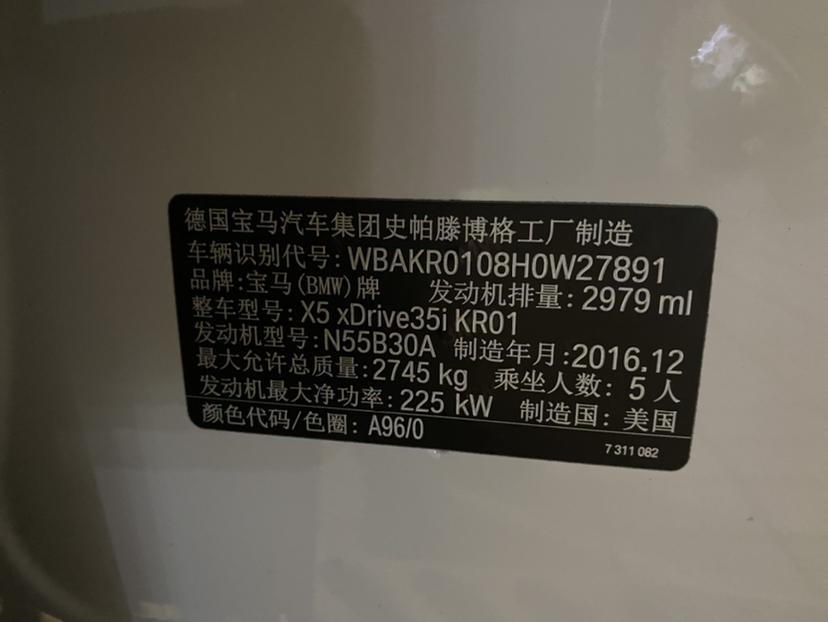 德国宝马汽车集团史帕滕博格工厂制造
车辆识别代号: WBAKR0108H0W27891
品牌:宝马(BMW)牌 发动机排量: 2979 ml
整车型号: X5 xDrive35i KR01
发动机型号: N55B30A 制造年月:2016.12
最大允许总质量: 2745 kg 乘坐人数: 5 人
发动机最大净功率: 225 kW 制造国: 美国
颜色代码/色圈: A96/0
7 311 082